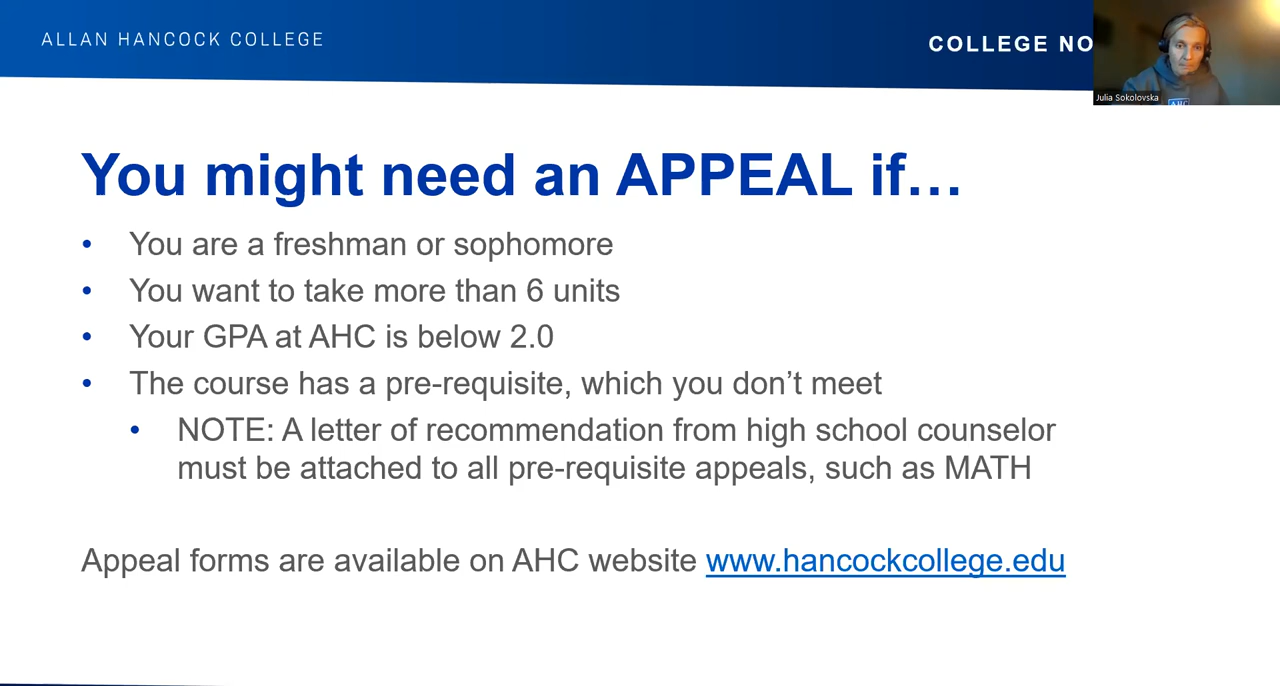 ALLAN HANCOCK COLLEGE
COLLEGE NO
Julia Sokolovska
AHC
You might need an APPEAL if…
• You are a freshman or sophomore
• You want to take more than 6 units
• Your GPA at AHC is below 2.0
• The course has a pre-requisite, which you don’t meet
• NOTE: A letter of recommendation from high school counselor
must be attached to all pre-requisite appeals, such as MATH
Appeal forms are available on AHC website www.hancockcollege.edu